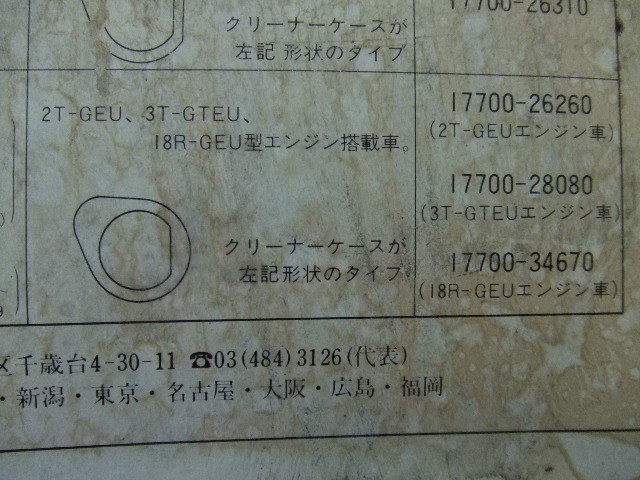 クリーナーケースが
左記 形状のタイプ
17700-26310
2T-GEU、3T-GTEU、
18R-GEU型エンジン搭載車。
クリーナーケースが
左記形状のタイプ
17700-26260
(2T-GEUエンジン車)
17700-28080
(3T-GTEUエンジン車)
17700-34670
(18R-GEUエンジン車)
区千歳台4-30-11 ☎03(484)3126(代表)
・新潟・東京・名古屋・大阪・広島・福岡